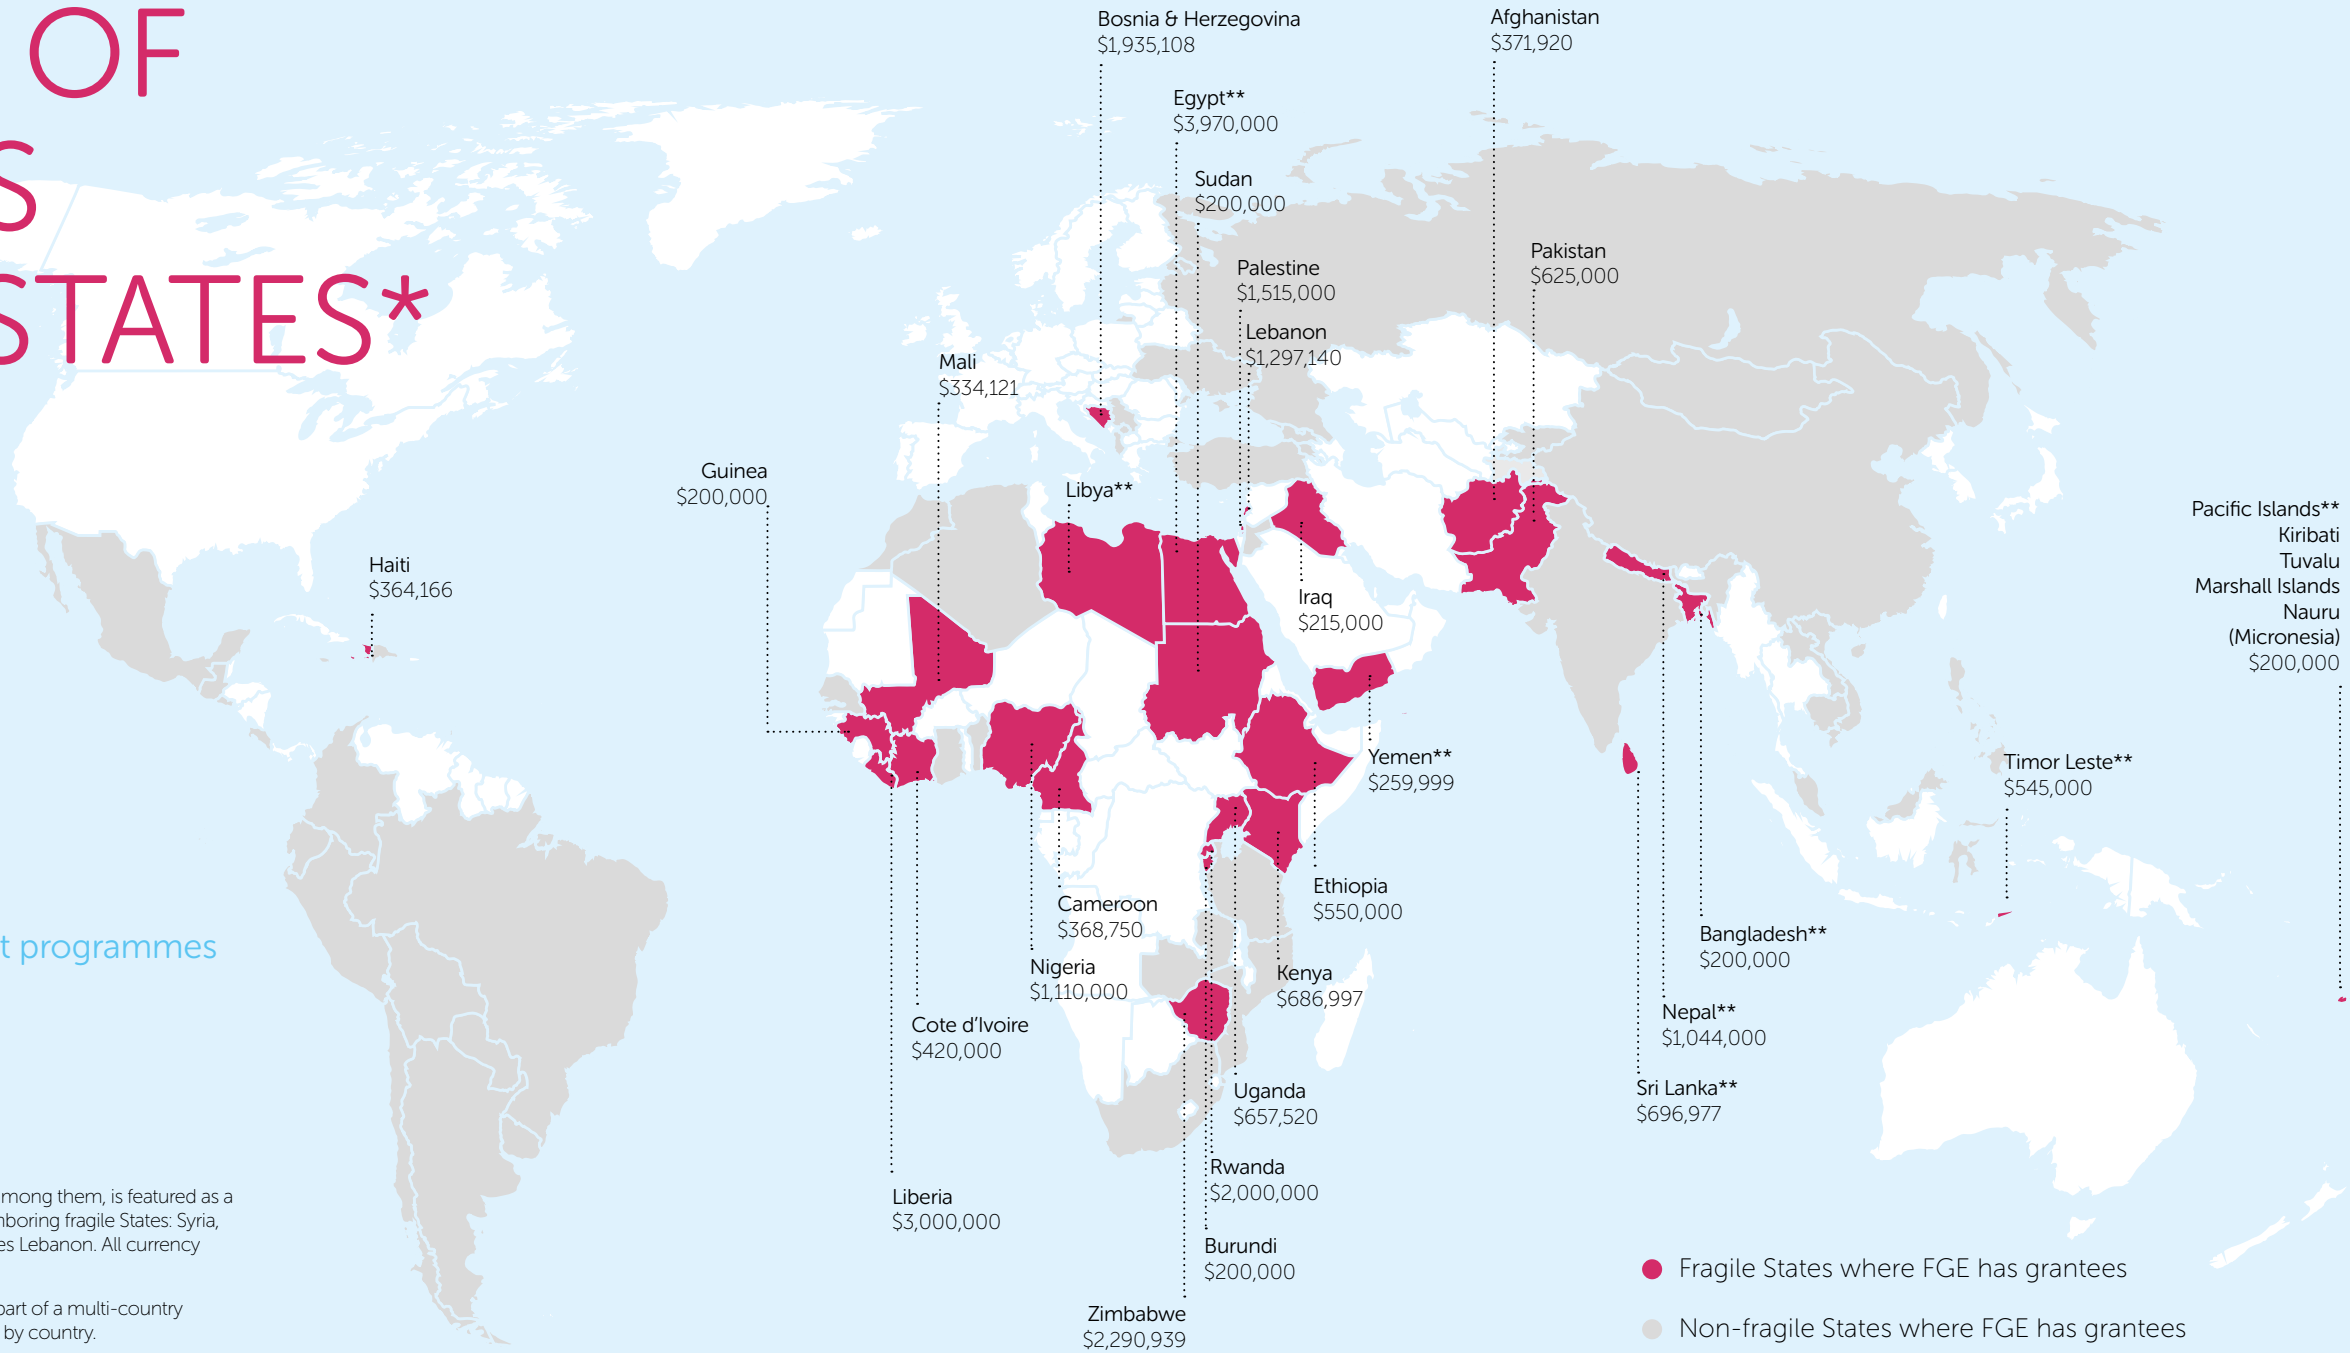 OF
S
STATES*
Bosnia & Herzegovina
$1,935,108
Afghanistan
$371,920
Egypt**
$3,970,000
Sudan
$200,000
Palestine
$1,515,000
Pakistan
$625,000
Lebanon
$1,297,140
Mali
$334,121
Guinea
$200,000
Libya**
Haiti
$364,166
Iraq
$215,000
Pacific Islands**
Kiribati
Tuvalu
Marshall Islands
Nauru
(Micronesia)
$200,000
Yemen**
$259,999
Timor Leste**
$545,000
Ethiopia
$550,000
Cameroon
$368,750
Nigeria
$1,110,000
Kenya
$686,997
Bangladesh**
$200,000
Cote d'Ivoire
$420,000
Nepal**
$1,044,000
Sri Lanka**
$696,977
Uganda
$657,520
Rwanda
$2,000,000
Liberia
$3,000,000
Burundi
$200,000
Zimbabwe
$2,290,939
t programmes
mong them, is featured as a
nboring fragile States: Syria,
es Lebanon. All currency
part of a multi-country
by country.
Fragile States where FGE has grantees
Non-fragile States where FGE has grantees